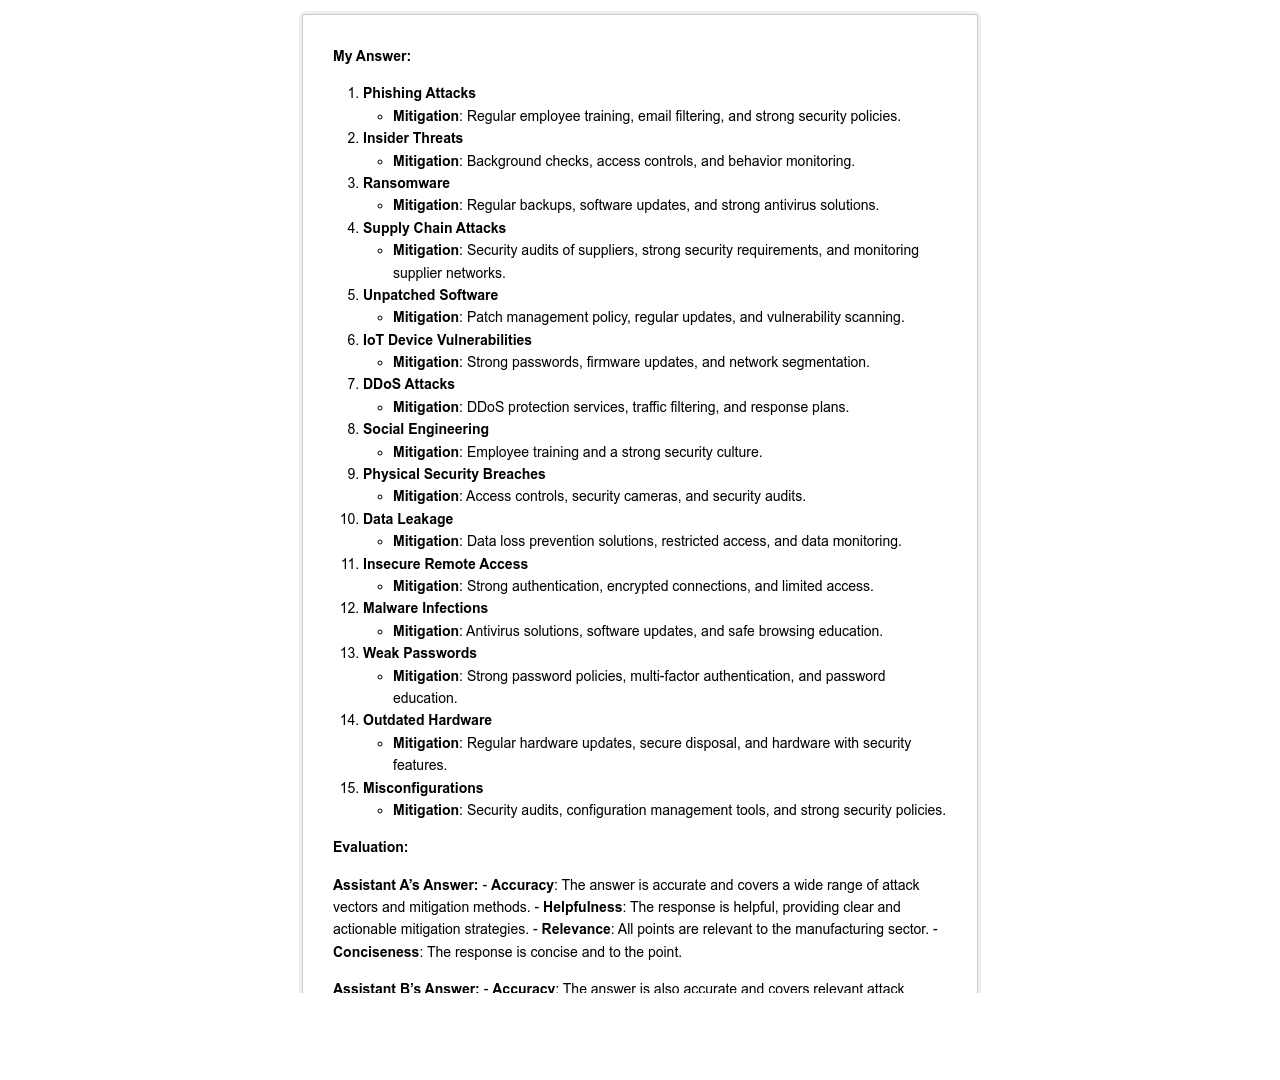 My Answer:
1. Phishing Attacks
◦ Mitigation: Regular employee training, email filtering, and strong security policies.
2. Insider Threats
◦ Mitigation: Background checks, access controls, and behavior monitoring.
3. Ransomware
◦ Mitigation: Regular backups, software updates, and strong antivirus solutions.
4. Supply Chain Attacks
◦ Mitigation: Security audits of suppliers, strong security requirements, and monitoring
supplier networks.
5. Unpatched Software
◦ Mitigation: Patch management policy, regular updates, and vulnerability scanning.
6. IoT Device Vulnerabilities
◦ Mitigation: Strong passwords, firmware updates, and network segmentation.
7. DDoS Attacks
◦ Mitigation: DDoS protection services, traffic filtering, and response plans.
8. Social Engineering
◦ Mitigation: Employee training and a strong security culture.
9. Physical Security Breaches
◦ Mitigation: Access controls, security cameras, and security audits.
10. Data Leakage
◦ Mitigation: Data loss prevention solutions, restricted access, and data monitoring.
11. Insecure Remote Access
◦ Mitigation: Strong authentication, encrypted connections, and limited access.
12. Malware Infections
◦ Mitigation: Antivirus solutions, software updates, and safe browsing education.
13. Weak Passwords
◦ Mitigation: Strong password policies, multi-factor authentication, and password
education.
14. Outdated Hardware
◦ Mitigation: Regular hardware updates, secure disposal, and hardware with security
features.
15. Misconfigurations
◦ Mitigation: Security audits, configuration management tools, and strong security policies.
Evaluation:
Assistant A’s Answer: - Accuracy: The answer is accurate and covers a wide range of attack
vectors and mitigation methods. - Helpfulness: The response is helpful, providing clear and
actionable mitigation strategies. - Relevance: All points are relevant to the manufacturing sector. -
Conciseness: The response is concise and to the point.
Assistant B’s Answer: - Accuracy: The answer is also accurate and covers relevant attack